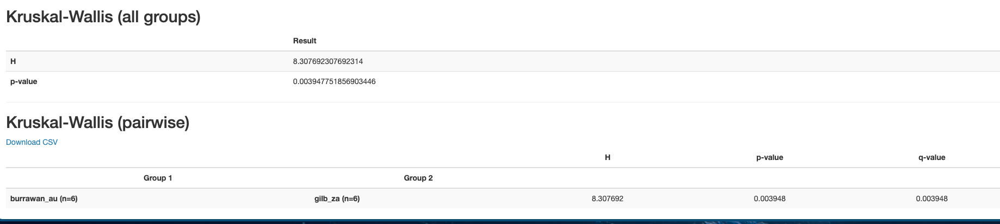 Kruskal-Wallis (all groups)
Result
H 8.307692307692314
p-value 0.003947751856903446
Kruskal-Wallis (pairwise)
Download CSV
H p-value q-value
Group 1 Group 2
burrawan_au (n=6) gilb_za (n=6) 8.307692 0.003948 0.003948